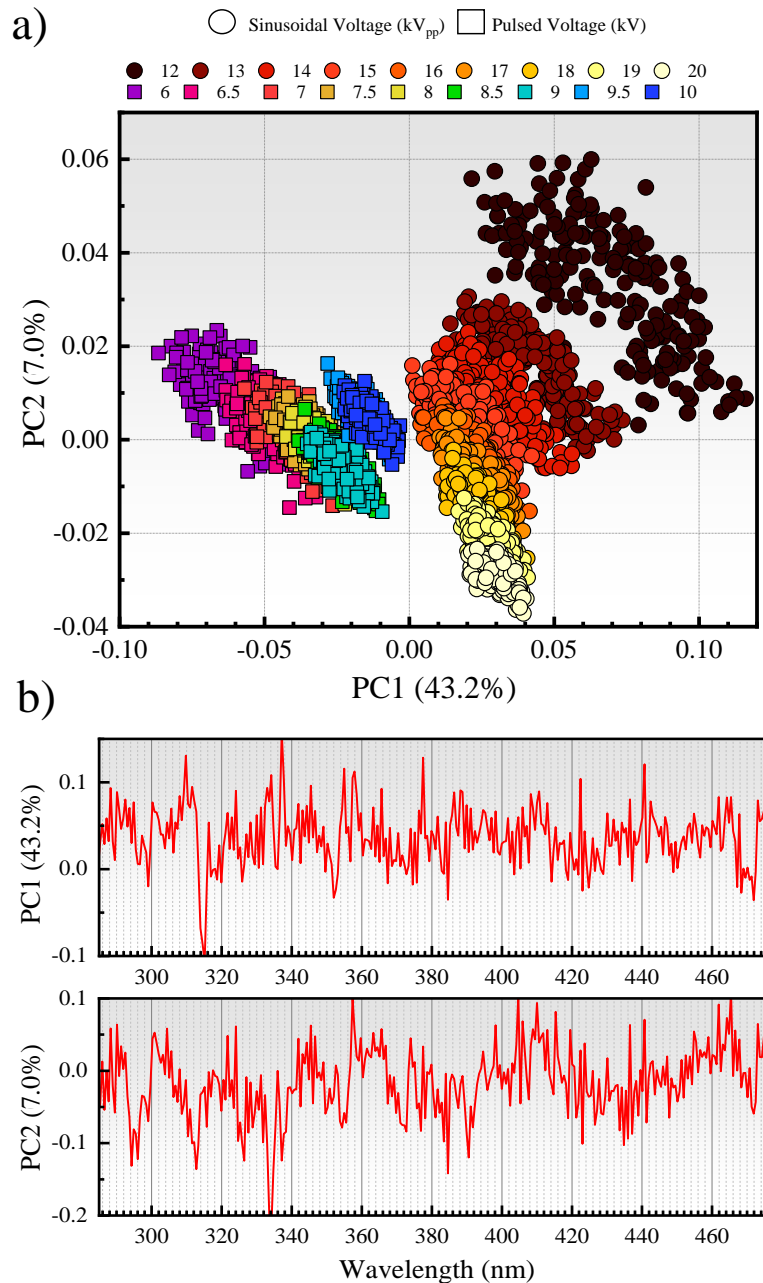 a)
Sinusoidal Voltage (kVpp) Pulsed Voltage (kV)
12 13 14 15 16 17 18 19 20
6 6.5 7 7.5 8 8.5 9 9.5 10
0.06
0.04
0.02
0.00
-0.02
-0.04
PC2 (7.0%)
-0.10 -0.05 0.00 0.05 0.10
PC1 (43.2%)
b)
0.1
0.0
-0.1
PC1 (43.2%)
300 320 340 360 380 400 420 440 460
0.1
0.0
-0.1
-0.2
PC2 (7.0%)
300 320 340 360 380 400 420 440 460
Wavelength (nm)